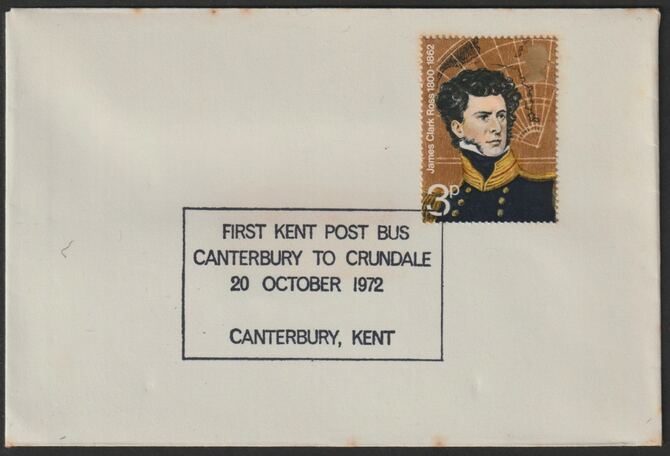 James Clark Ross 1800-1862
3p
FIRST KENT POST BUS
CANTERBURY TO CRUNDALE
20 OCTOBER 1972
CANTERBURY, KENT